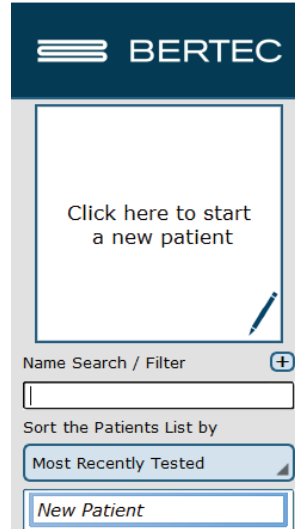 BERTEC
Click here to start
a new patient
Name Search / Filter
Sort the Patients List by
Most Recently Tested
New Patient